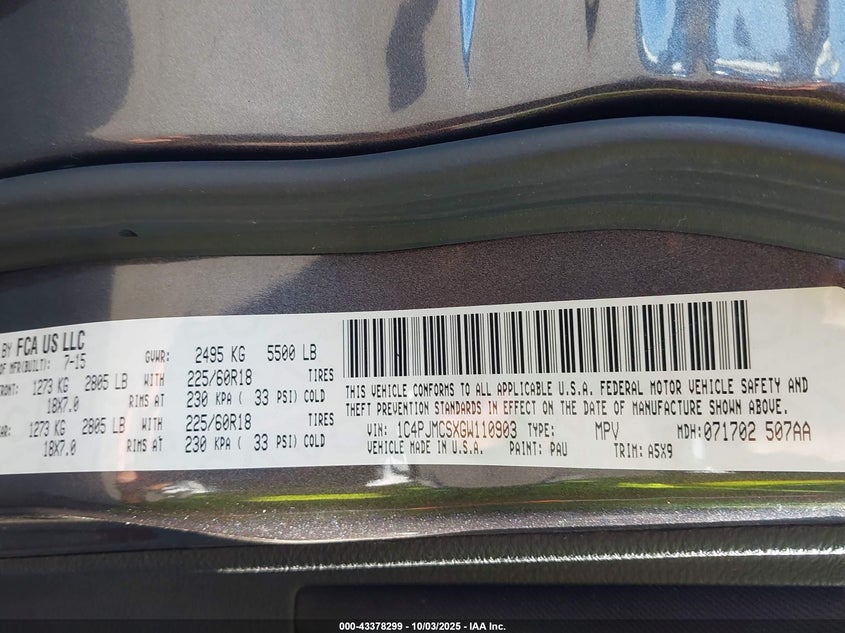 BY FCA US LLC
OF MFR(BUILT): 7-15
GVWR: 2495 KG 5500 LB
FRONT: 1273 KG 2805 LB WITH 225/60R18 TIRES
18X7.0 RIMS AT 230 KPA ( 33 PSI) COLD
1273 KG 2805 LB WITH 225/60R18 TIRES
18X7.0 RIMS AT 230 KPA ( 33 PSI) COLD
THIS VEHICLE CONFORMS TO ALL APPLICABLE U.S.A. FEDERAL MOTOR VEHICLE SAFETY AND
THEFT PREVENTION STANDARDS IN EFFECT ON THE DATE OF MANUFACTURE SHOWN ABOVE.
VIN: 1C4PJMCSXGW110903 TYPE: MPV MDH:071702 507AA
VEHICLE MADE IN U.S.A. PAINT: PAU TRIM: A5X9
000-43378299 - 10/03/2025 - IAA Inc.